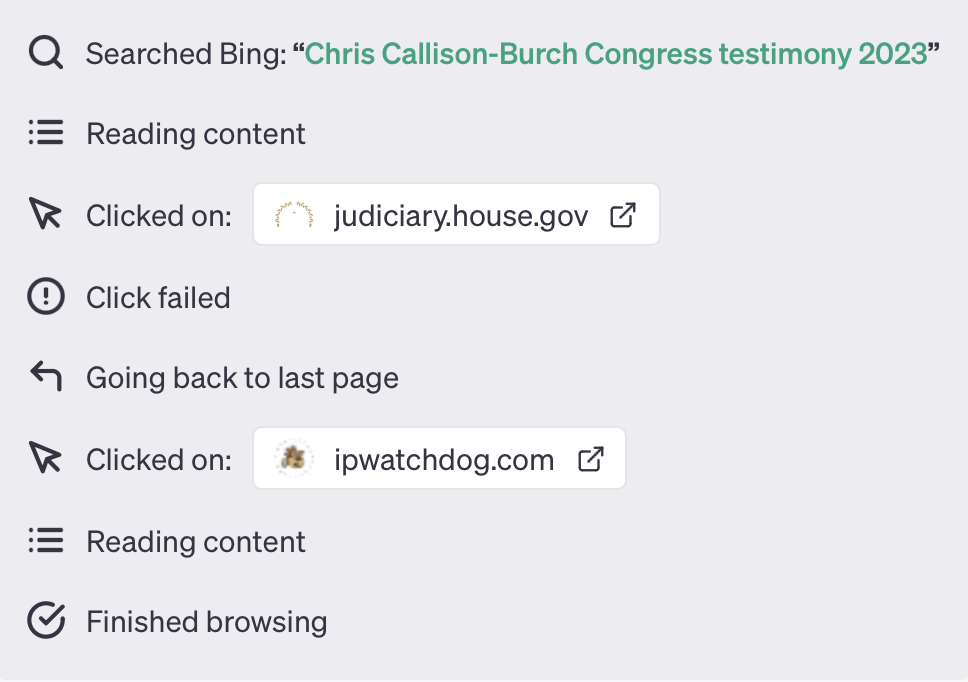 Searched Bing: “Chris Callison-Burch Congress testimony 2023”
Reading content
Clicked on: judiciary.house.gov
Click failed
Going back to last page
Clicked on: ipwatchdog.com
Reading content
Finished browsing